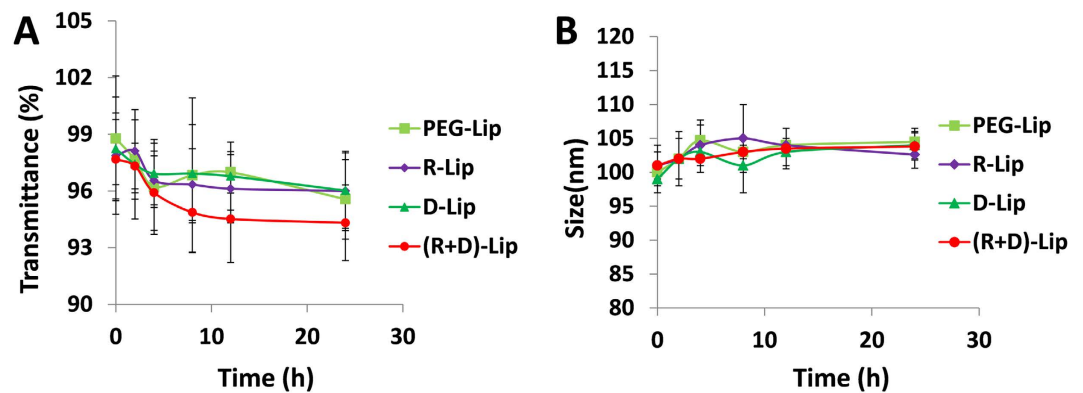 A
Transmittance (%)
105
102
99
96
93
90
0
10
20
30
Time (h)
PEG-Lip
R-Lip
D-Lip
(R+D)-Lip
B
Size(nm)
120
115
110
105
100
95
90
85
80
0
10
20
30
Time (h)
PEG-Lip
R-Lip
D-Lip
(R+D)-Lip